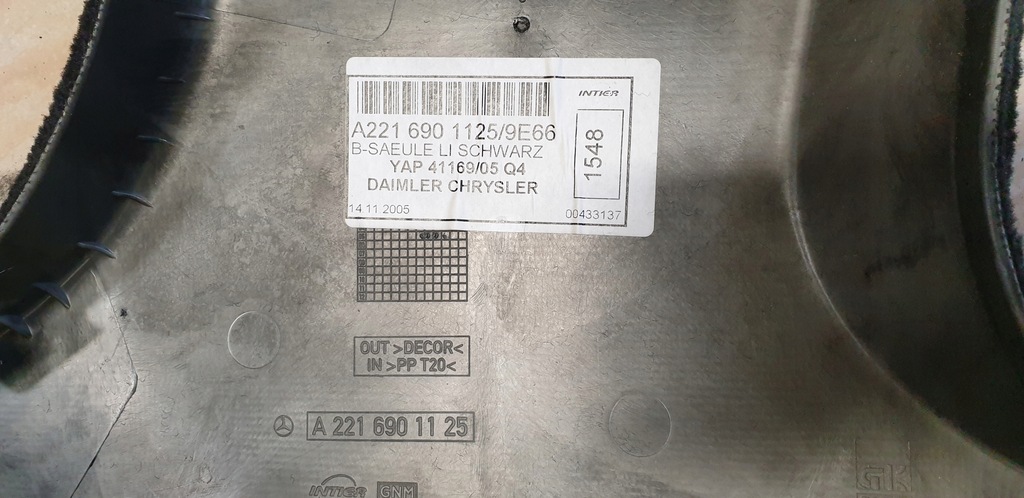 INTIER
A221 690 1125/9E66
B-SAEULE LI SCHWARZ
YAP 41169/05 Q4
DAIMLER CHRYSLER
1548
14 11.2005
00433137
OUT >DECOR<
IN >PP T20<
A 221 690 11 25
INTIER
GNM
GK